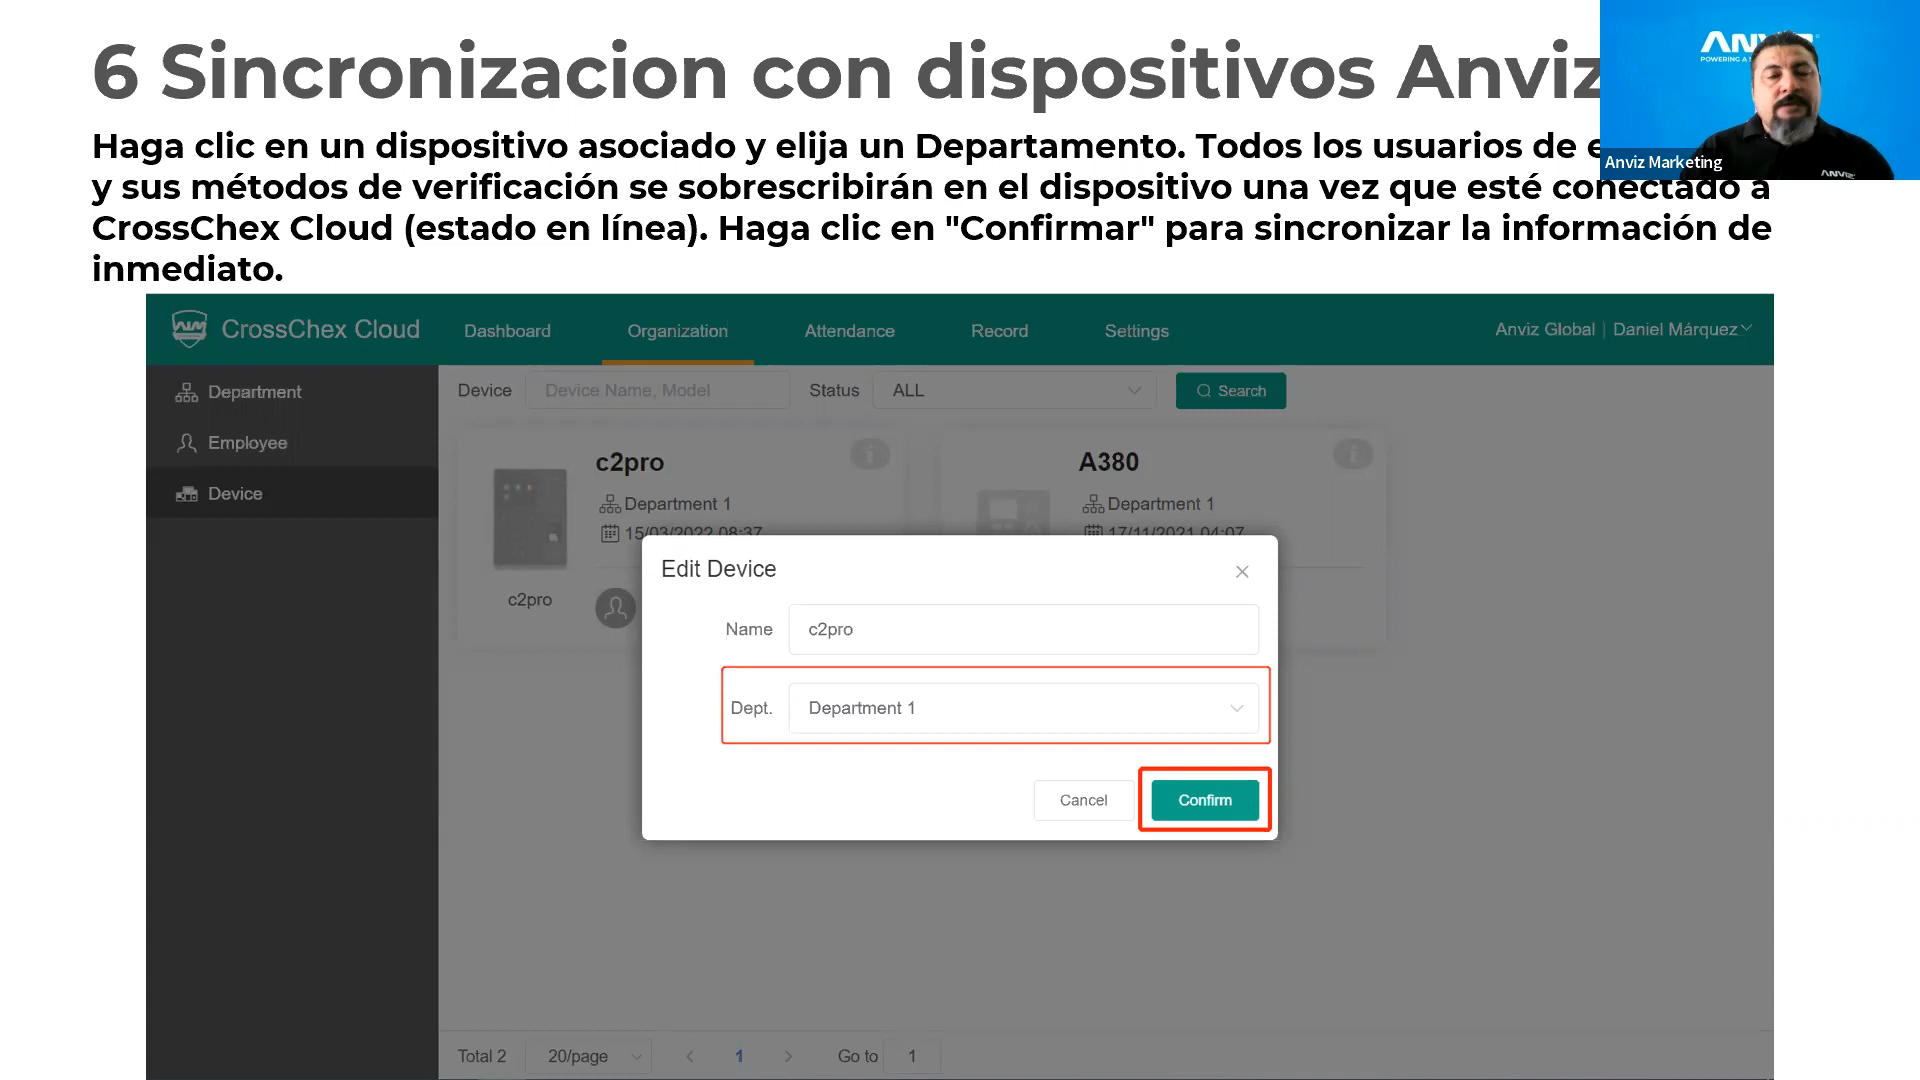 6 Sincronizacion con dispositivos Anviz
Haga clic en un dispositivo asociado y elija un Departamento. Todos los usuarios de
y sus métodos de verificación se sobrescribirán en el dispositivo una vez que esté conectado a
CrossChex Cloud (estado en línea). Haga clic en "Confirmar" para sincronizar la información de
inmediato.
POWERING A
Anviz Marketing
ANVIZ
CrossChex Cloud
Dashboard
Organization
Attendance
Record
Settings
Anviz Global | Daniel Márquez
Department
Employee
Device
Device
Device Name, Model
Status
ALL
Search
c2pro
Department 1
15/03/2022 08:37
c2pro
A380
Department 1
17/11/2021 04:07
Edit Device
Name
c2pro
Dept.
Department 1
Cancel
Confirm
Total 2
20/page
1
Go to
1